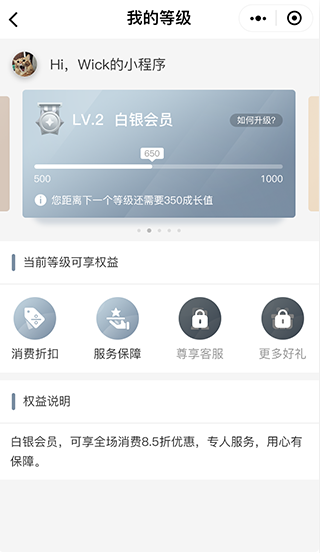 我的等级
Hi，Wick的小程序
LV.2 白银会员
如何升级?
650
500 1000
您距离下一个等级还需要350成长值
当前等级可享权益
消费折扣 服务保障 尊享客服 更多好礼
权益说明
白银会员，可享全场消费8.5折优惠，专人服务，用心有
保障。